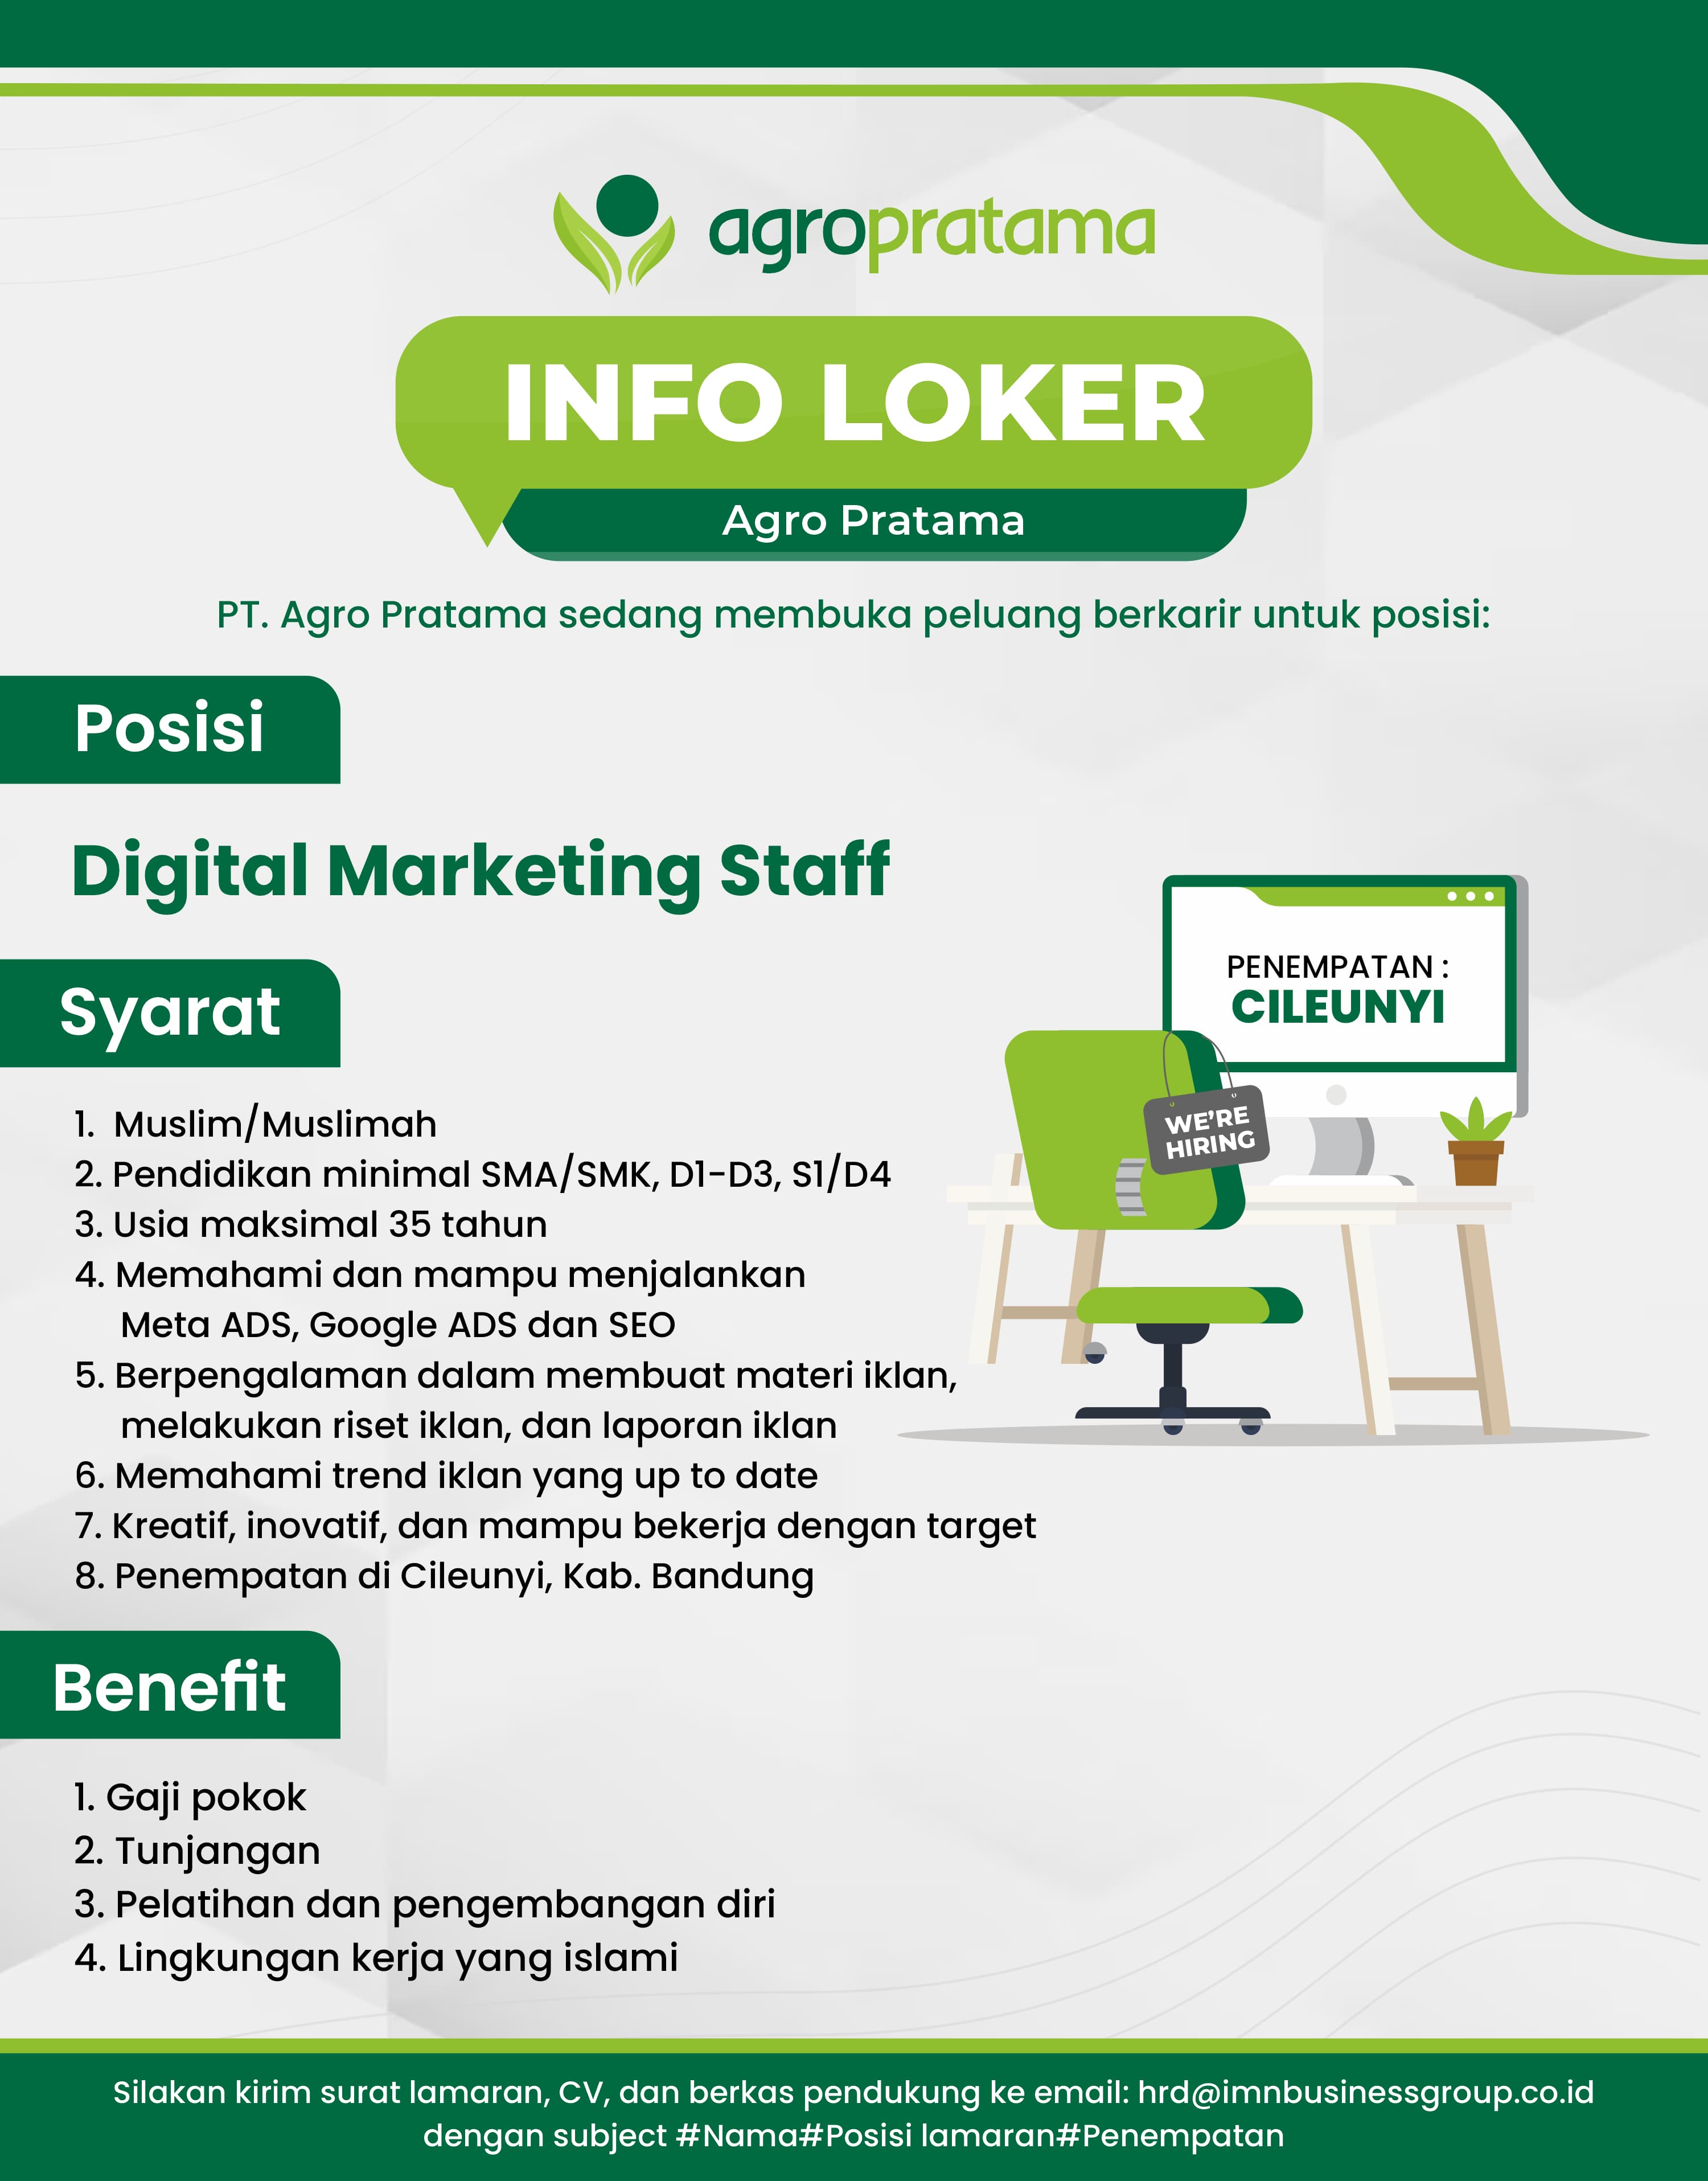 agropratama
INFO LOKER
Agro Pratama
PT. Agro Pratama sedang membuka peluang berkarir untuk posisi:
Posisi
Digital Marketing Staff
Syarat
1. Muslim/Muslimah
2. Pendidikan minimal SMA/SMK, D1-D3, S1/D4
3. Usia maksimal 35 tahun
4. Memahami dan mampu menjalankan
Meta ADS, Google ADS dan SEO
5. Berpengalaman dalam membuat materi iklan,
melakukan riset iklan, dan laporan iklan
6. Memahami trend iklan yang up to date
7. Kreatif, inovatif, dan mampu bekerja dengan target
8. Penempatan di Cileunyi, Kab. Bandung
PENEMPATAN :
CILEUNYI
WE'RE
HIRING
Benefit
1. Gaji pokok
2. Tunjangan
3. Pelatihan dan pengembangan diri
4. Lingkungan kerja yang islami
Silakan kirim surat lamaran, CV, dan berkas pendukung ke email: hrd@imnbusinessgroup.co.id
dengan subject #Nama#Posisi lamaran#Penempatan